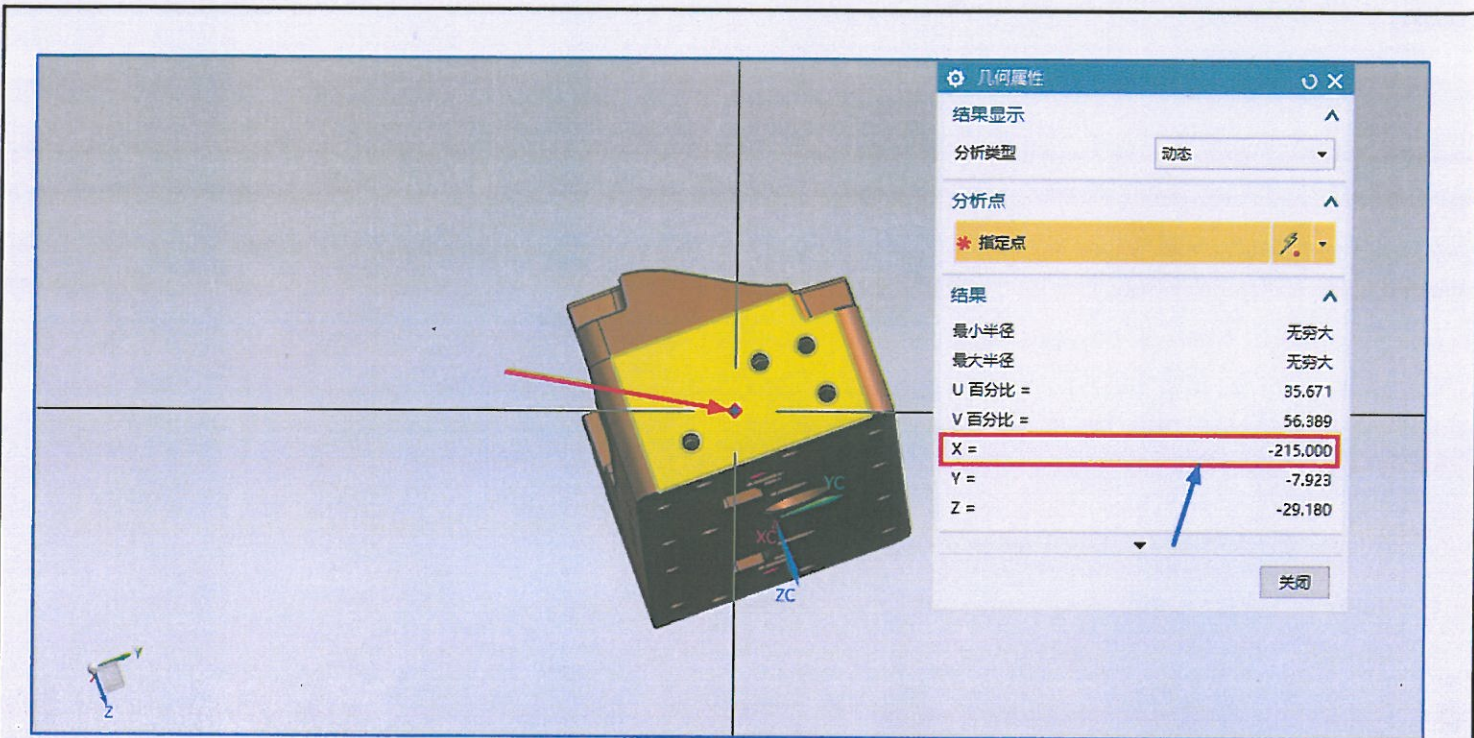 几何属性
结果显示
分析类型 动态
分析点
* 指定点
结果
最小半径 无穷大
最大半径 无穷大
U 百分比 = 35.671
V 百分比 = 56.389
X = -215.000
Y = -7.923
Z = -29.180
关闭
YC
XC
ZC
Y
X
Z